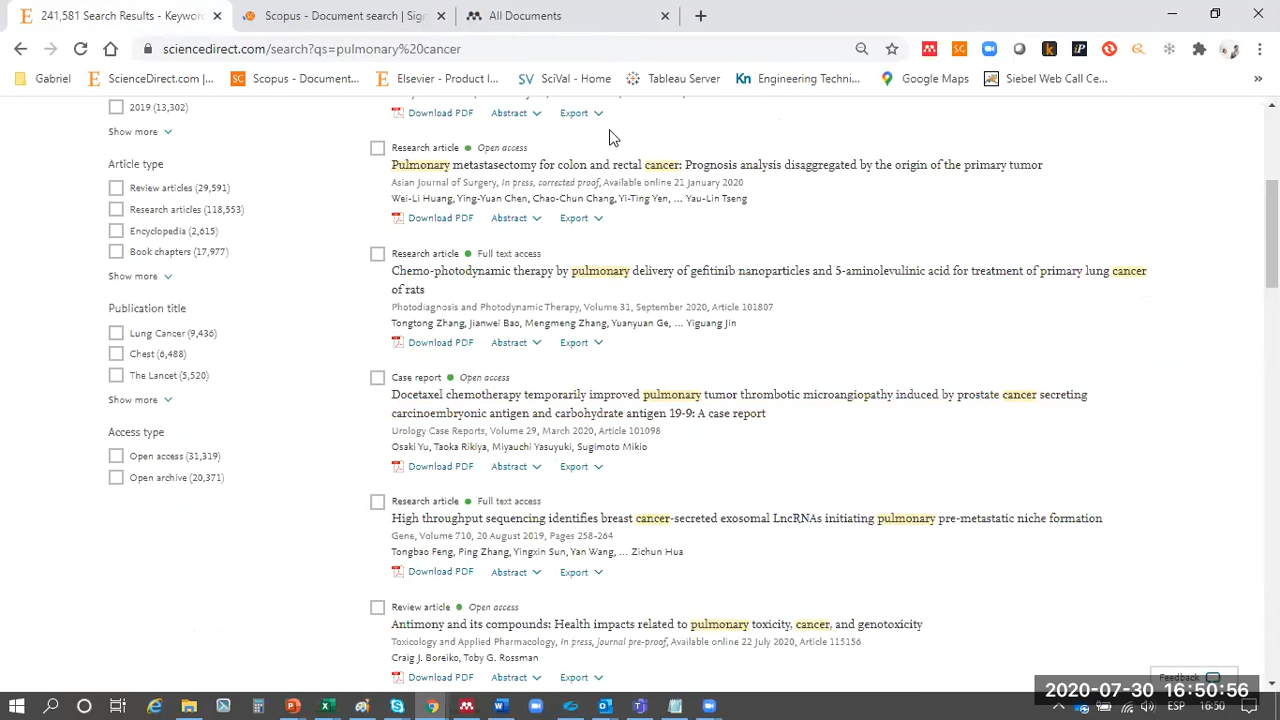 241,581 Search Results - Keywor
Scopus - Document search | Sig
All Documents
sciencedirect.com/search?qs=pulmonary%20cancer
Gabriel
ScienceDirect.com |...
Scopus - Document...
Elsevier - Product I...
SciVal - Home
Tableau Server
Engineering Techni...
Google Maps
Siebel Web Call Ce...
2019 (13,302)
Show more
Article type
Review articles (29,591)
Research articles (118,553)
Encyclopedia (2,615)
Book chapters (17,977)
Show more
Publication title
Lung Cancer (9,436)
Chest (6,488)
The Lancet (5,520)
Show more
Access type
Open access (31,319)
Open archive (20,371)
Download PDF Abstract Export
Research article Open access
Pulmonary metastasectomy for colon and rectal cancer: Prognosis analysis disaggregated by the origin of the primary tumor
Asian Journal of Surgery, In press, corrected proof, Available online 21 January 2020
Wei-Li Huang, Ying-Yuan Chen, Chao-Chun Chang, Yi-Ting Yen, ... Yau-Lin Tseng
Download PDF Abstract Export
Research article Full text access
Chemo-photodynamic therapy by pulmonary delivery of gefitinib nanoparticles and 5-aminolevulinic acid for treatment of primary lung cancer
of rats
Photodiagnosis and Photodynamic Therapy, Volume 31, September 2020, Article 101807
Tongtong Zhang, Jianwei Bao, Mengmeng Zhang, Yuanyuan Ge, ... Yiguang Jin
Download PDF Abstract Export
Case report Open access
Docetaxel chemotherapy temporarily improved pulmonary tumor thrombotic microangiopathy induced by prostate cancer secreting
carcinoembryonic antigen and carbohydrate antigen 19-9: A case report
Urology Case Reports, Volume 29, March 2020, Article 101098
Osaki Yu, Taoka Rikiya, Miyauchi Yasuyuki, Sugimoto Mikio
Download PDF Abstract Export
Research article Full text access
High throughput sequencing identifies breast cancer-secreted exosomal LncRNAs initiating pulmonary pre-metastatic niche formation
Gene, Volume 710, 20 August 2019, Pages 258-264
Tongbao Feng, Ping Zhang, Yingxin Sun, Yan Wang, ... Zichun Hua
Download PDF Abstract Export
Review article Open access
Antimony and its compounds: Health impacts related to pulmonary toxicity, cancer, and genotoxicity
Toxicology and Applied Pharmacology, In press, journal pre-proof, Available online 22 July 2020, Article 115156
Craig J. Boreiko, Toby G. Rossman
Download PDF Abstract Export
Feedback
2020-07-30 16:50:56
ESP 16:50